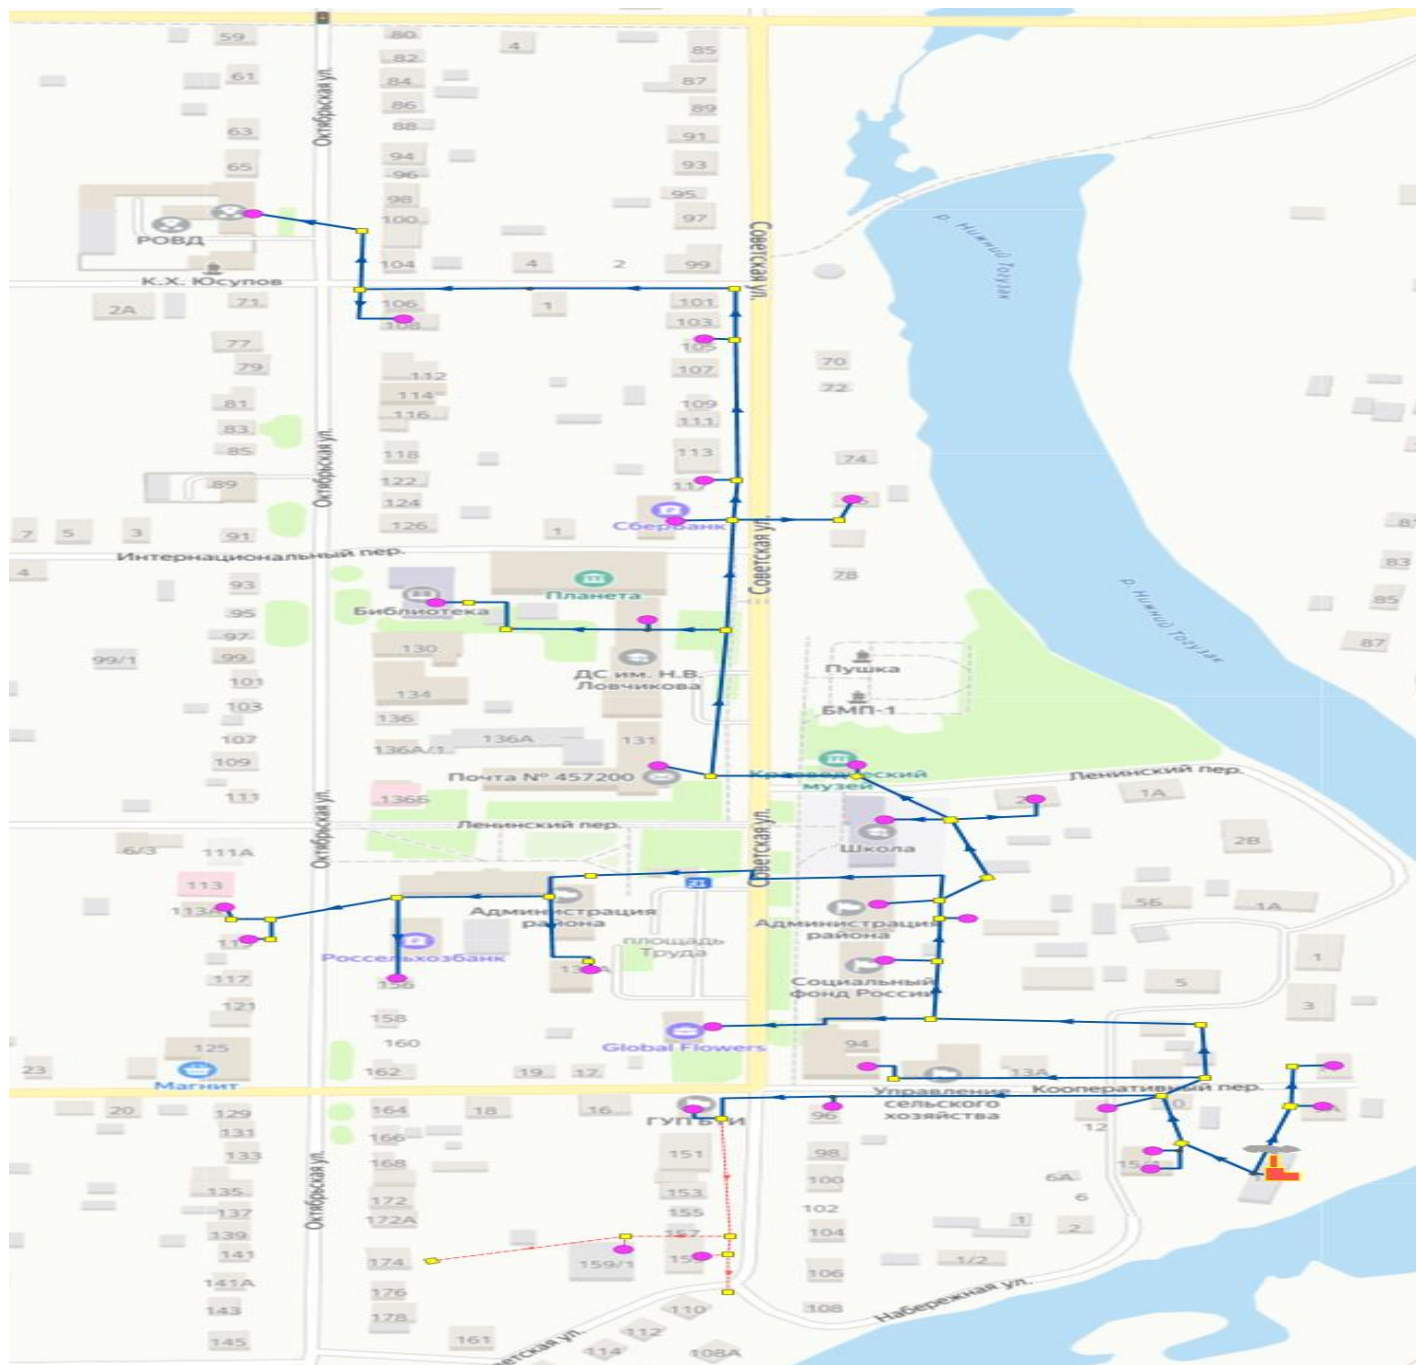 59
80
4
85
82
61
84
87
86
89
63
88
91
Октябрьская ул.
65
94
93
96
98
95
100
97
РОВД
104
4
2
99
К.Х. Юсупов
Советская ул.
р. Нижний Тогузак
2А
71
106
1
101
108
103
77
105
70
79
112
107
72
81
114
109
83
116
111
85
118
113
74
89
122
117
Октябрьская ул.
124
СберБанк
7
5
3
91
126
1
Советская ул.
Интернациональный пер.
4
93
78
83
Планета
Библиотека
95
85
р. Нижний Тогузак
97
130
87
99/1
99
ДС им. Н.В.
Ловчикова
Пушка
101
134
103
БМП-1
136
107
136А/1
136А
131
109
Почта № 457200
Краеведческий
музей
Ленинский пер.
111
136Б
1А
Ленинский пер.
Октябрьская ул.
Советская ул.
6/3
111А
Школа
2В
113
113А
Администрация
района
Администрация
района
5Б
1А
площадь
Труда
Россельхозбанк
117
156
Социальный
фонд России
5
1
121
158
3
125
160
Global Flowers
94
23
Магнит
162
19
17
Управление
сельского
хозяйства
13А
Кооперативный пер.
20
129
164
18
16
ГУП БТИ
96
12
131
166
133
168
151
98
135
172
153
100
6А
6
137
172А
155
102
Октябрьская ул.
139
157
104
1
2
141
174
159/1
106
1/2
141А
176
143
178
110
108
Набережная ул.
145
161
112
114
108А